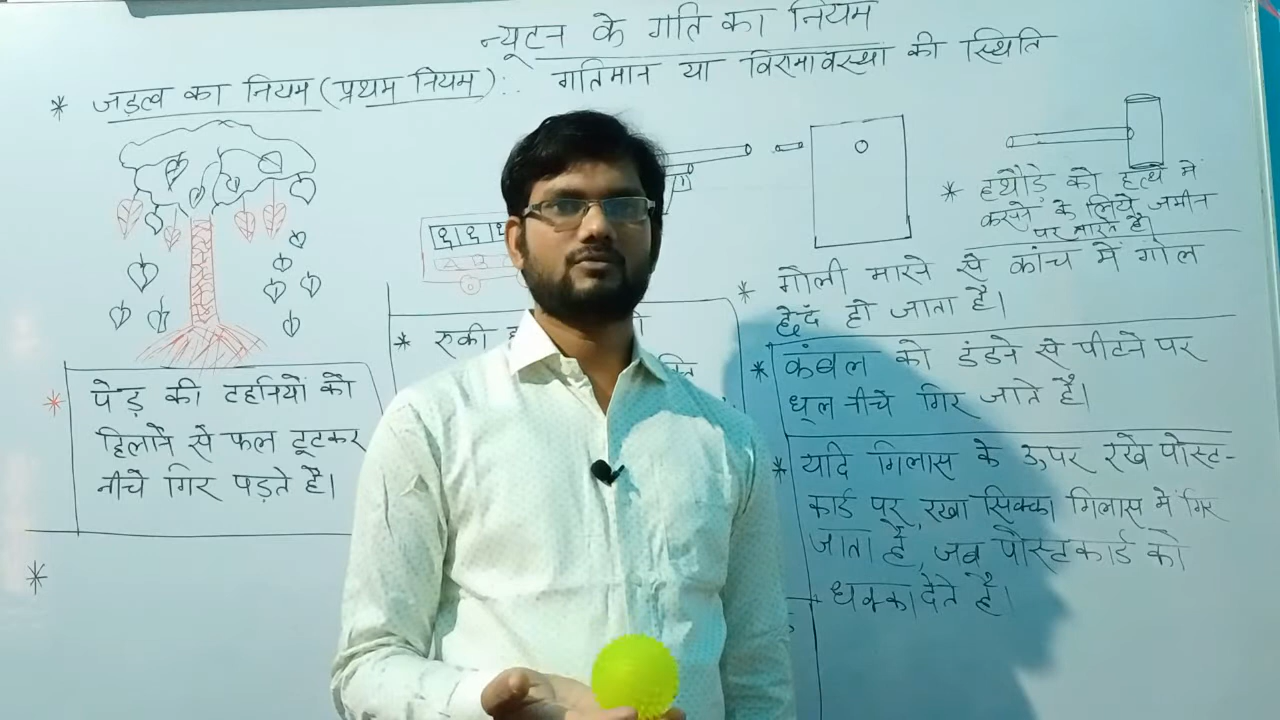 न्यूटन के गति का नियम
* जड़त्व का नियम (प्रथम नियम):. गतिमान या विरामावस्था की स्थिति
* हथौड़े को हत्थे में
कसने के लिये जमीन
पर मारते है।
* गोली मारने से कांच में गोल
छेद हो जाता है।
* रुकी
* कंबल को डंडने से पीटने पर
धूल नीचे गिर जाते है।
* पेड़ की टहनियों को
हिलाने से फल टूटकर
नीचे गिर पड़ते है।
* यदि गिलास के ऊपर रखे पोस्ट-
कार्ड पर, रखा सिक्का गिलास में गिर
जाता है, जब पोस्टकार्ड को
धक्का देते है।
*